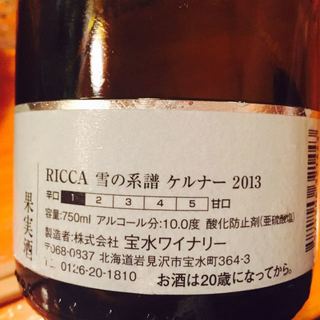 RICCA 雪の系譜 ケルナー 2013
辛口 1 2 3 4 5 甘口
容量:750ml アルコール分:10.0度 酸化防止剤(亜硫酸塩)
製造者:株式会社 宝水ワイナリー
〒068-0837 北海道岩見沢市宝水町364-3
TEL 0126-20-1810
お酒は20歳になってから。
果実酒